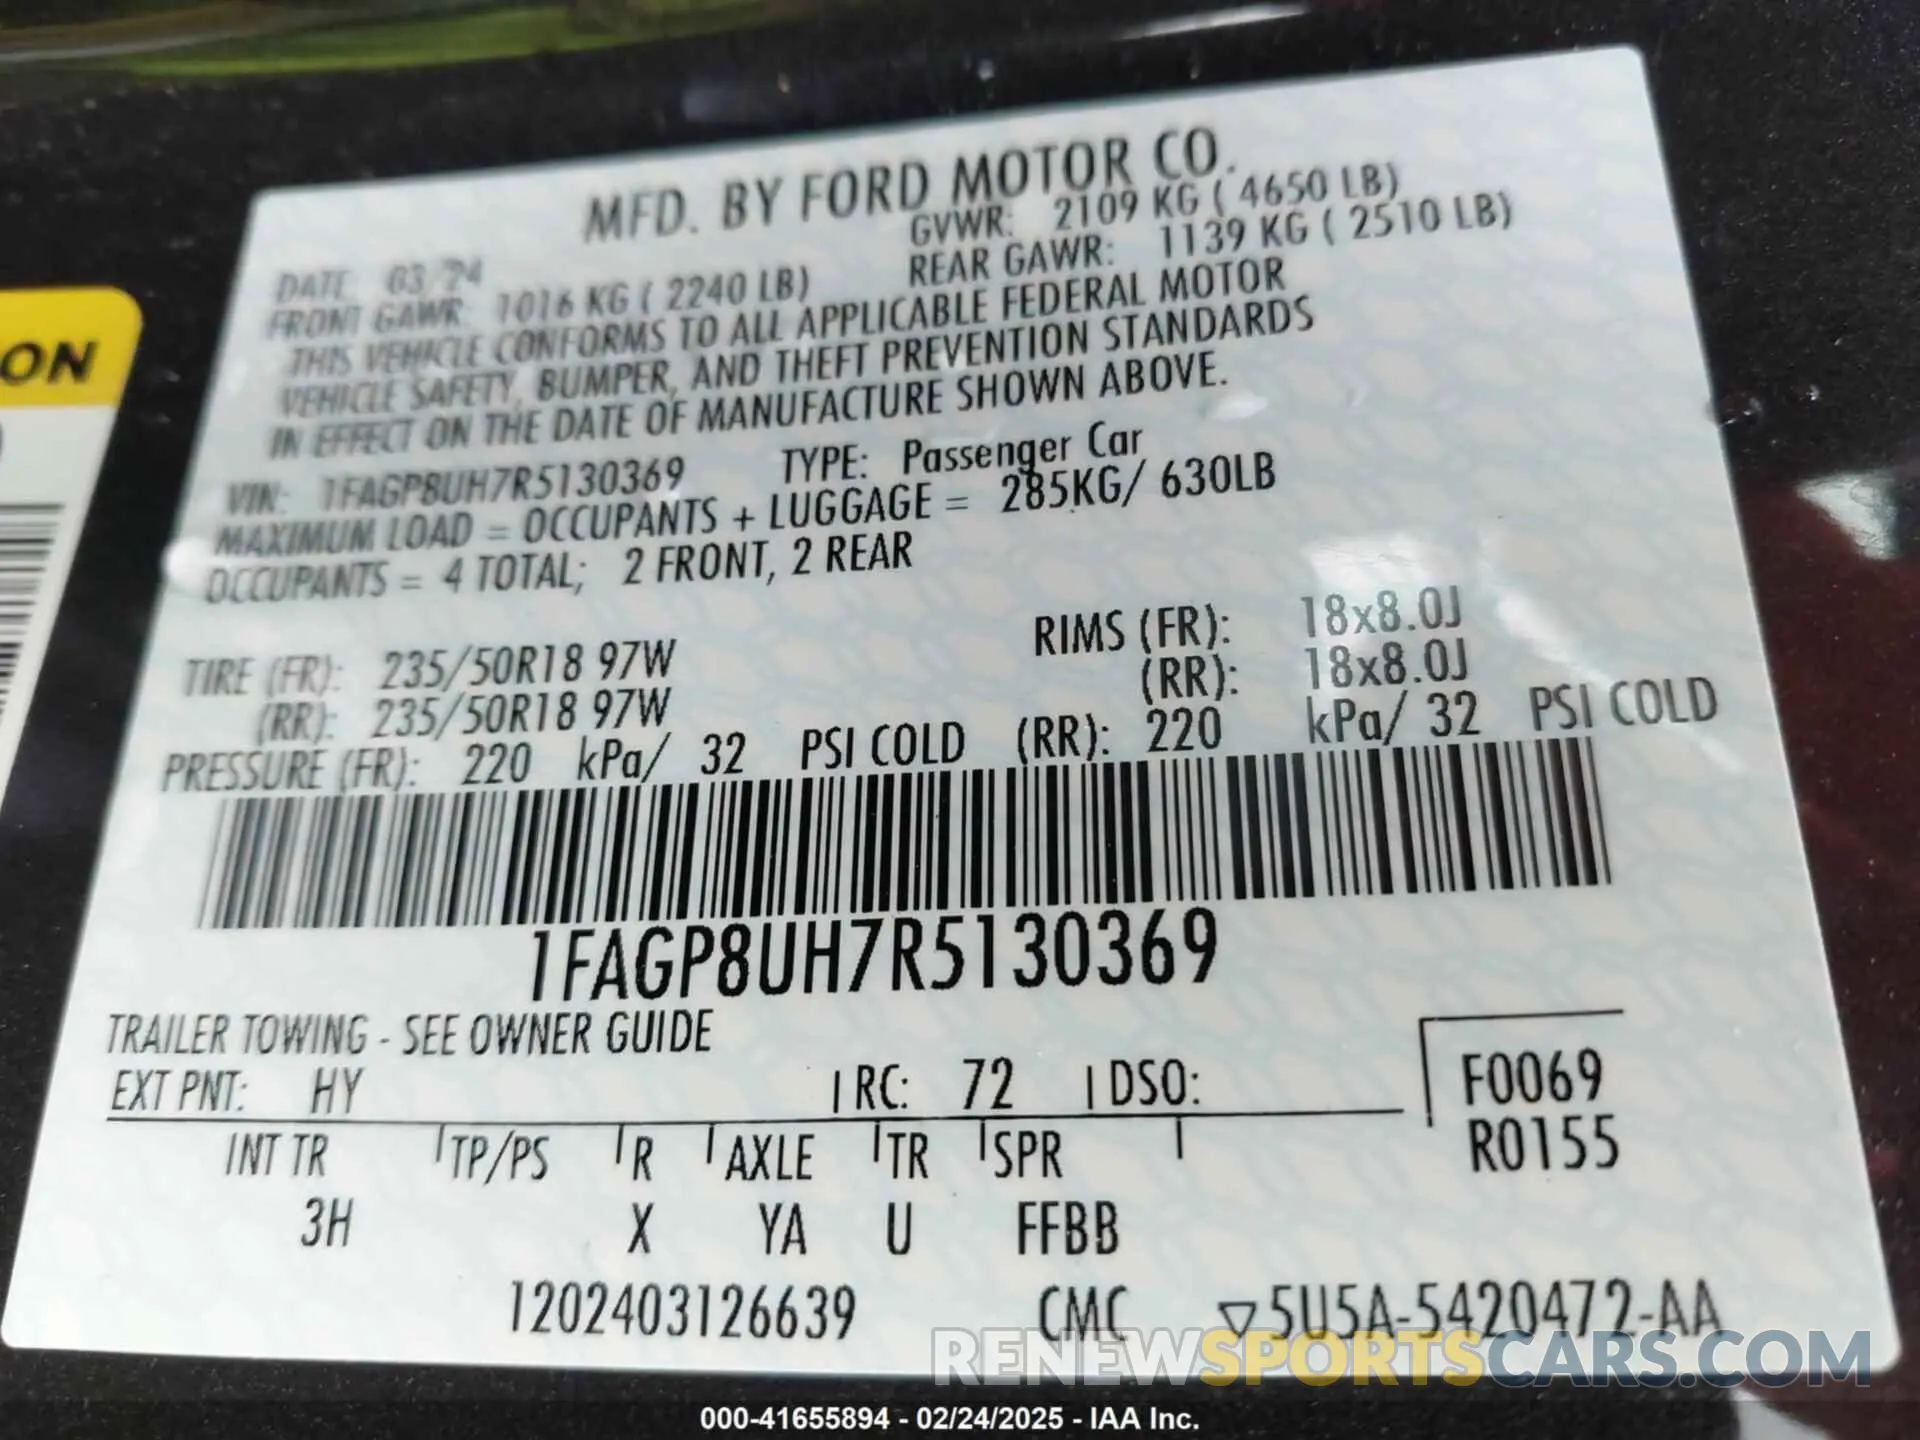 MFD. BY FORD MOTOR CO.
DATE: 03/24 GVWR: 2109 KG ( 4650 LB)
FRONT GAWR: 1016 KG ( 2240 LB) REAR GAWR: 1139 KG ( 2510 LB)
THIS VEHICLE CONFORMS TO ALL APPLICABLE FEDERAL MOTOR
VEHICLE SAFETY, BUMPER, AND THEFT PREVENTION STANDARDS
IN EFFECT ON THE DATE OF MANUFACTURE SHOWN ABOVE.
VIN: 1FAGP8UH7R5130369 TYPE: Passenger Car
MAXIMUM LOAD = OCCUPANTS + LUGGAGE = 285KG/ 630LB
OCCUPANTS = 4 TOTAL; 2 FRONT, 2 REAR
TIRE (FR): 235/50R18 97W RIMS (FR): 18x8.0J
(RR): 235/50R18 97W (RR): 18x8.0J
PRESSURE (FR): 220 kPa/ 32 PSI COLD (RR): 220 kPa/ 32 PSI COLD
1FAGP8UH7R5130369
TRAILER TOWING - SEE OWNER GUIDE
EXT PNT: HY RC: 72 DSO: F0069
R0155
INT TR TP/PS R AXLE TR SPR
3H X YA U FFBB
1202403126639 CMC ▽5U5A-5420472-AA
ON
RENEWSPORTSCARS.COM
000-41655894 - 02/24/2025 - IAA Inc.